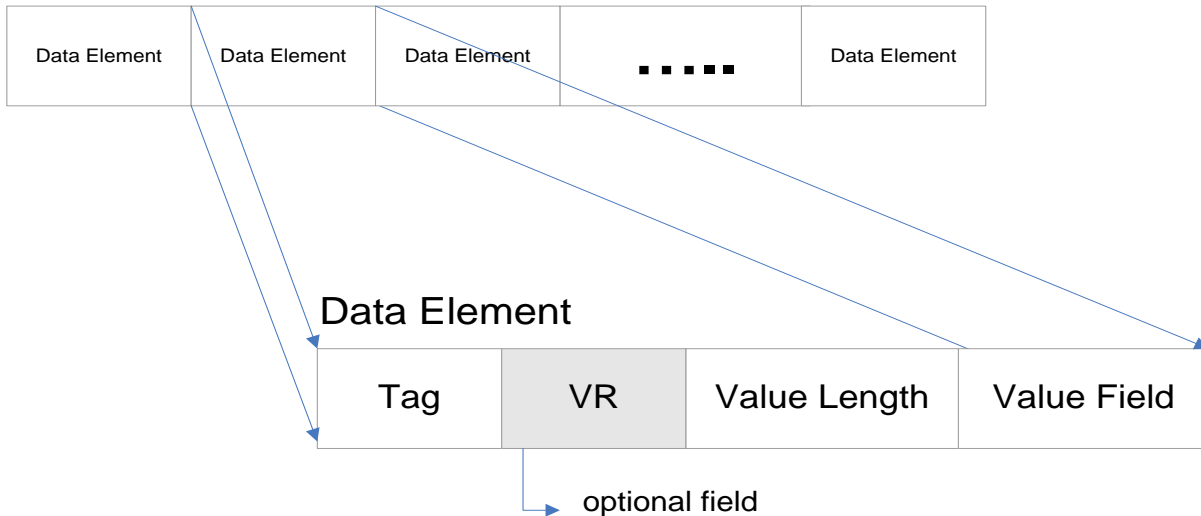 Data Element Data Element Data Element ..... Data Element
Data Element
Tag VR Value Length Value Field
optional field